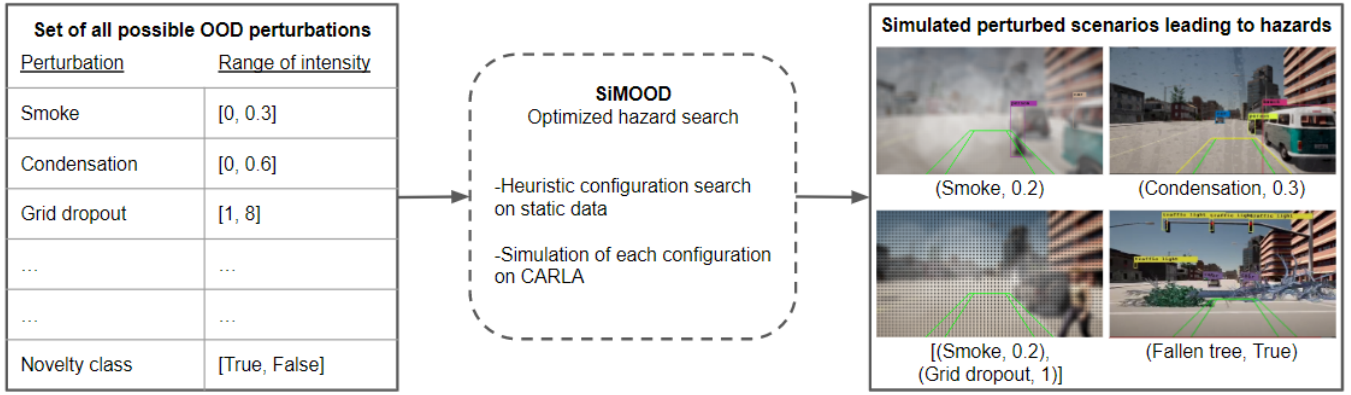 Set of all possible OOD perturbations
Perturbation Range of intensity
Smoke [0, 0.3]
Condensation [0, 0.6]
Grid dropout [1, 8]
... ...
... ...
Novelty class [True, False]
SiMOOD
Optimized hazard search
-Heuristic configuration search
on static data
-Simulation of each configuration
on CARLA
Simulated perturbed scenarios leading to hazards
(Smoke, 0.2)
(Condensation, 0.3)
traffic light
[(Smoke, 0.2),
(Grid dropout, 1)]
(Fallen tree, True)